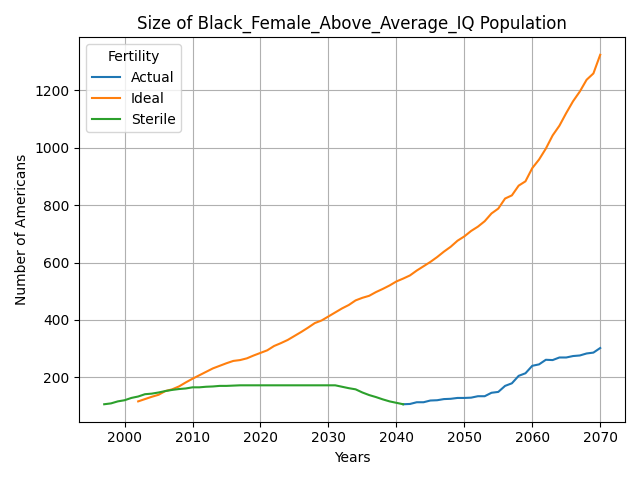 Size of Black_Female_Above_Average_IQ Population
Fertility
Actual
Ideal
Sterile
Number of Americans
1200
1000
800
600
400
200
2000 2010 2020 2030 2040 2050 2060 2070
Years